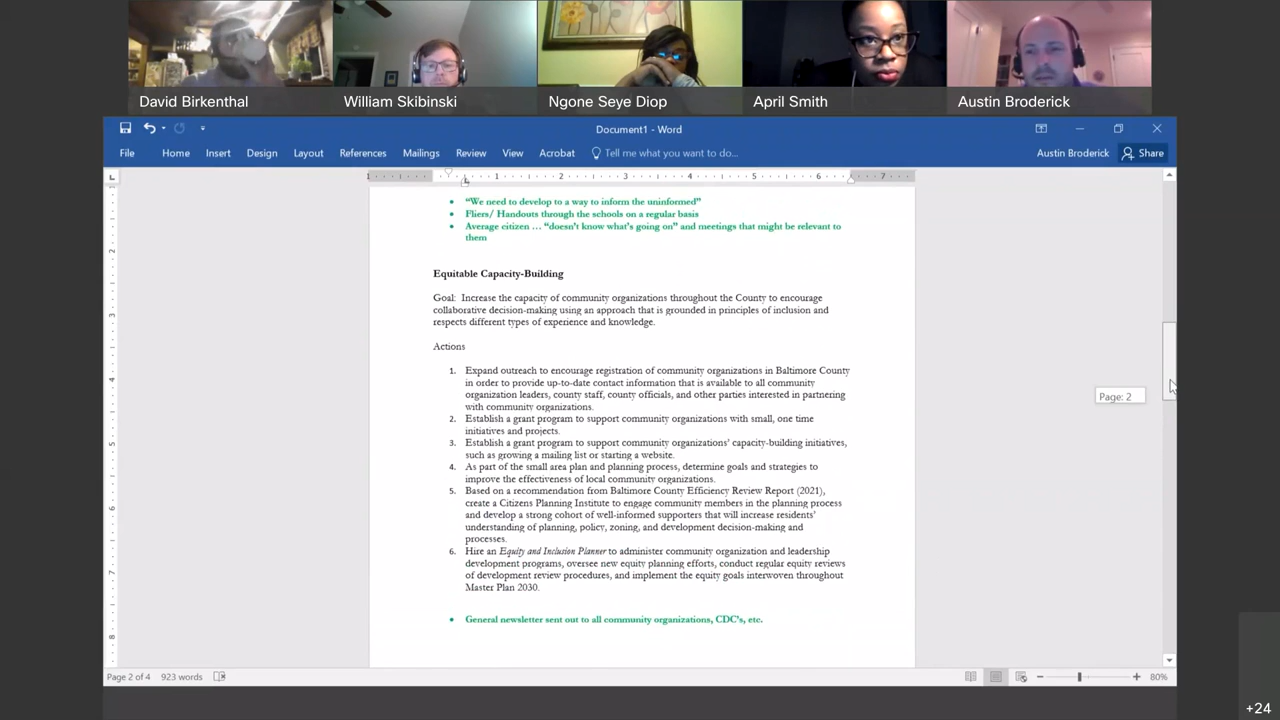 David Birkenthal
William Skibinski
Ngone Seye Diop
April Smith
Austin Broderick
Document1 - Word
File
Home
Insert
Design
Layout
References
Mailings
Review
View
Acrobat
Tell me what you want to do...
Austin Broderick
Share
1 1 2 3 4 5 6 7
“We need to develop to a way to inform the uninformed”
Fliers/ Handouts through the schools on a regular basis
Average citizen … “doesn’t know what’s going on” and meetings that might be relevant to
them
Equitable Capacity-Building
Goal: Increase the capacity of community organizations throughout the County to encourage
collaborative decision-making using an approach that is grounded in principles of inclusion and
respects different types of experience and knowledge.
Actions
1. Expand outreach to encourage registration of community organizations in Baltimore County
in order to provide up-to-date contact information that is available to all community
organization leaders, county staff, county officials, and other parties interested in partnering
with community organizations.
2. Establish a grant program to support community organizations with small, one time
initiatives and projects.
3. Establish a grant program to support community organizations’ capacity-building initiatives,
such as growing a mailing list or starting a website.
4. As part of the small area plan and planning process, determine goals and strategies to
improve the effectiveness of local community organizations.
5. Based on a recommendation from Baltimore County Efficiency Review Report (2021),
create a Citizens Planning Institute to engage community members in the planning process
and develop a strong cohort of well-informed supporters that will increase residents’
understanding of planning, policy, zoning, and development decision-making and
processes.
6. Hire an Equity and Inclusion Planner to administer community organization and leadership
development programs, oversee new equity planning efforts, conduct regular equity reviews
of development review procedures, and implement the equity goals interwoven throughout
Master Plan 2030.
General newsletter sent out to all community organizations, CDC’s, etc.
2
3
4
5
6
7
8
Page: 2
Page 2 of 4
923 words
80%
+24